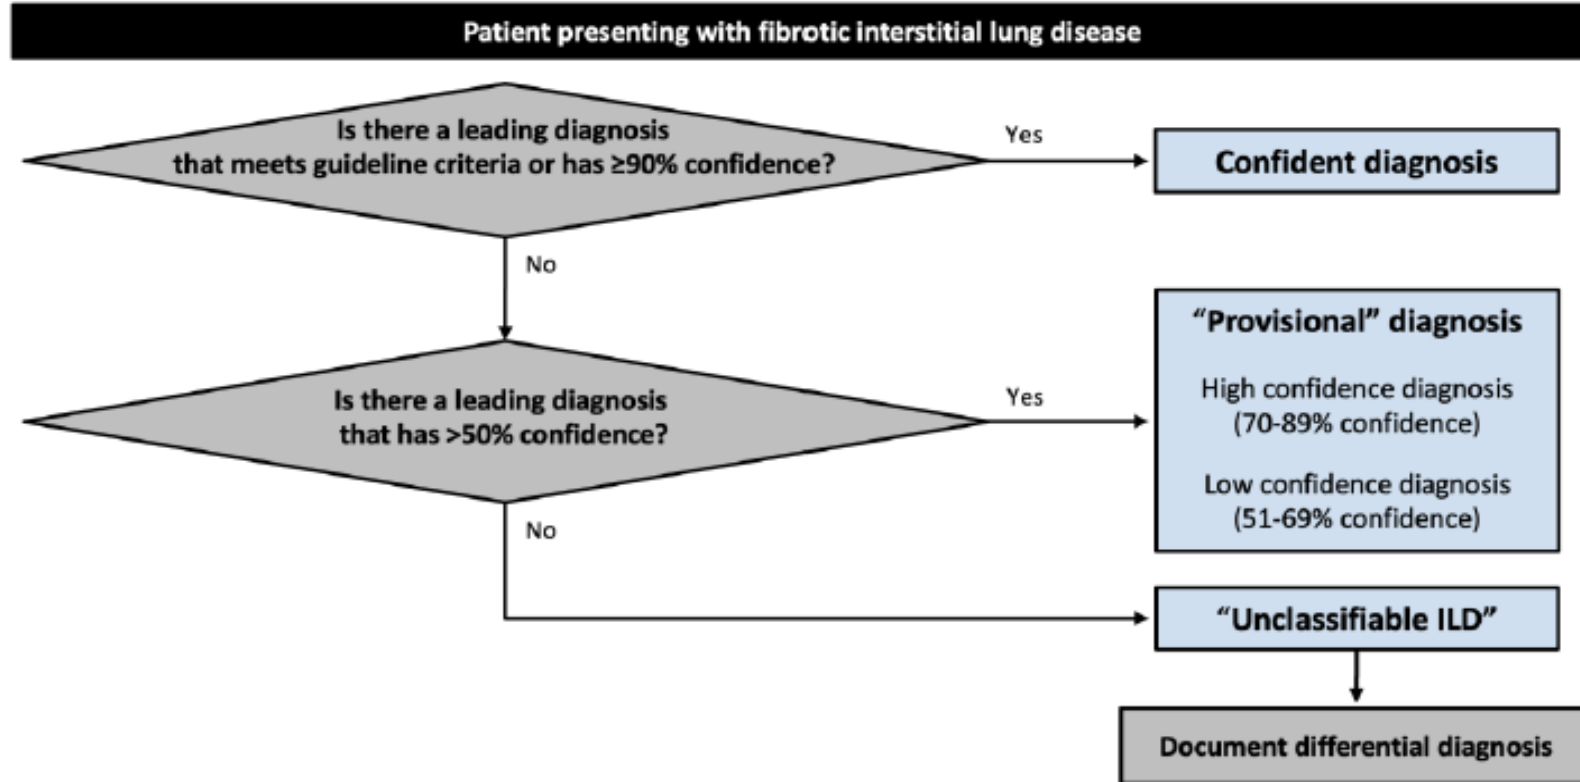 Patient presenting with fibrotic interstitial lung disease
Is there a leading diagnosis
that meets guideline criteria or has ≥90% confidence?
Yes
Confident diagnosis
No
Is there a leading diagnosis
that has >50% confidence?
Yes
“Provisional” diagnosis
High confidence diagnosis
(70-89% confidence)
Low confidence diagnosis
(51-69% confidence)
No
“Unclassifiable ILD”
Document differential diagnosis